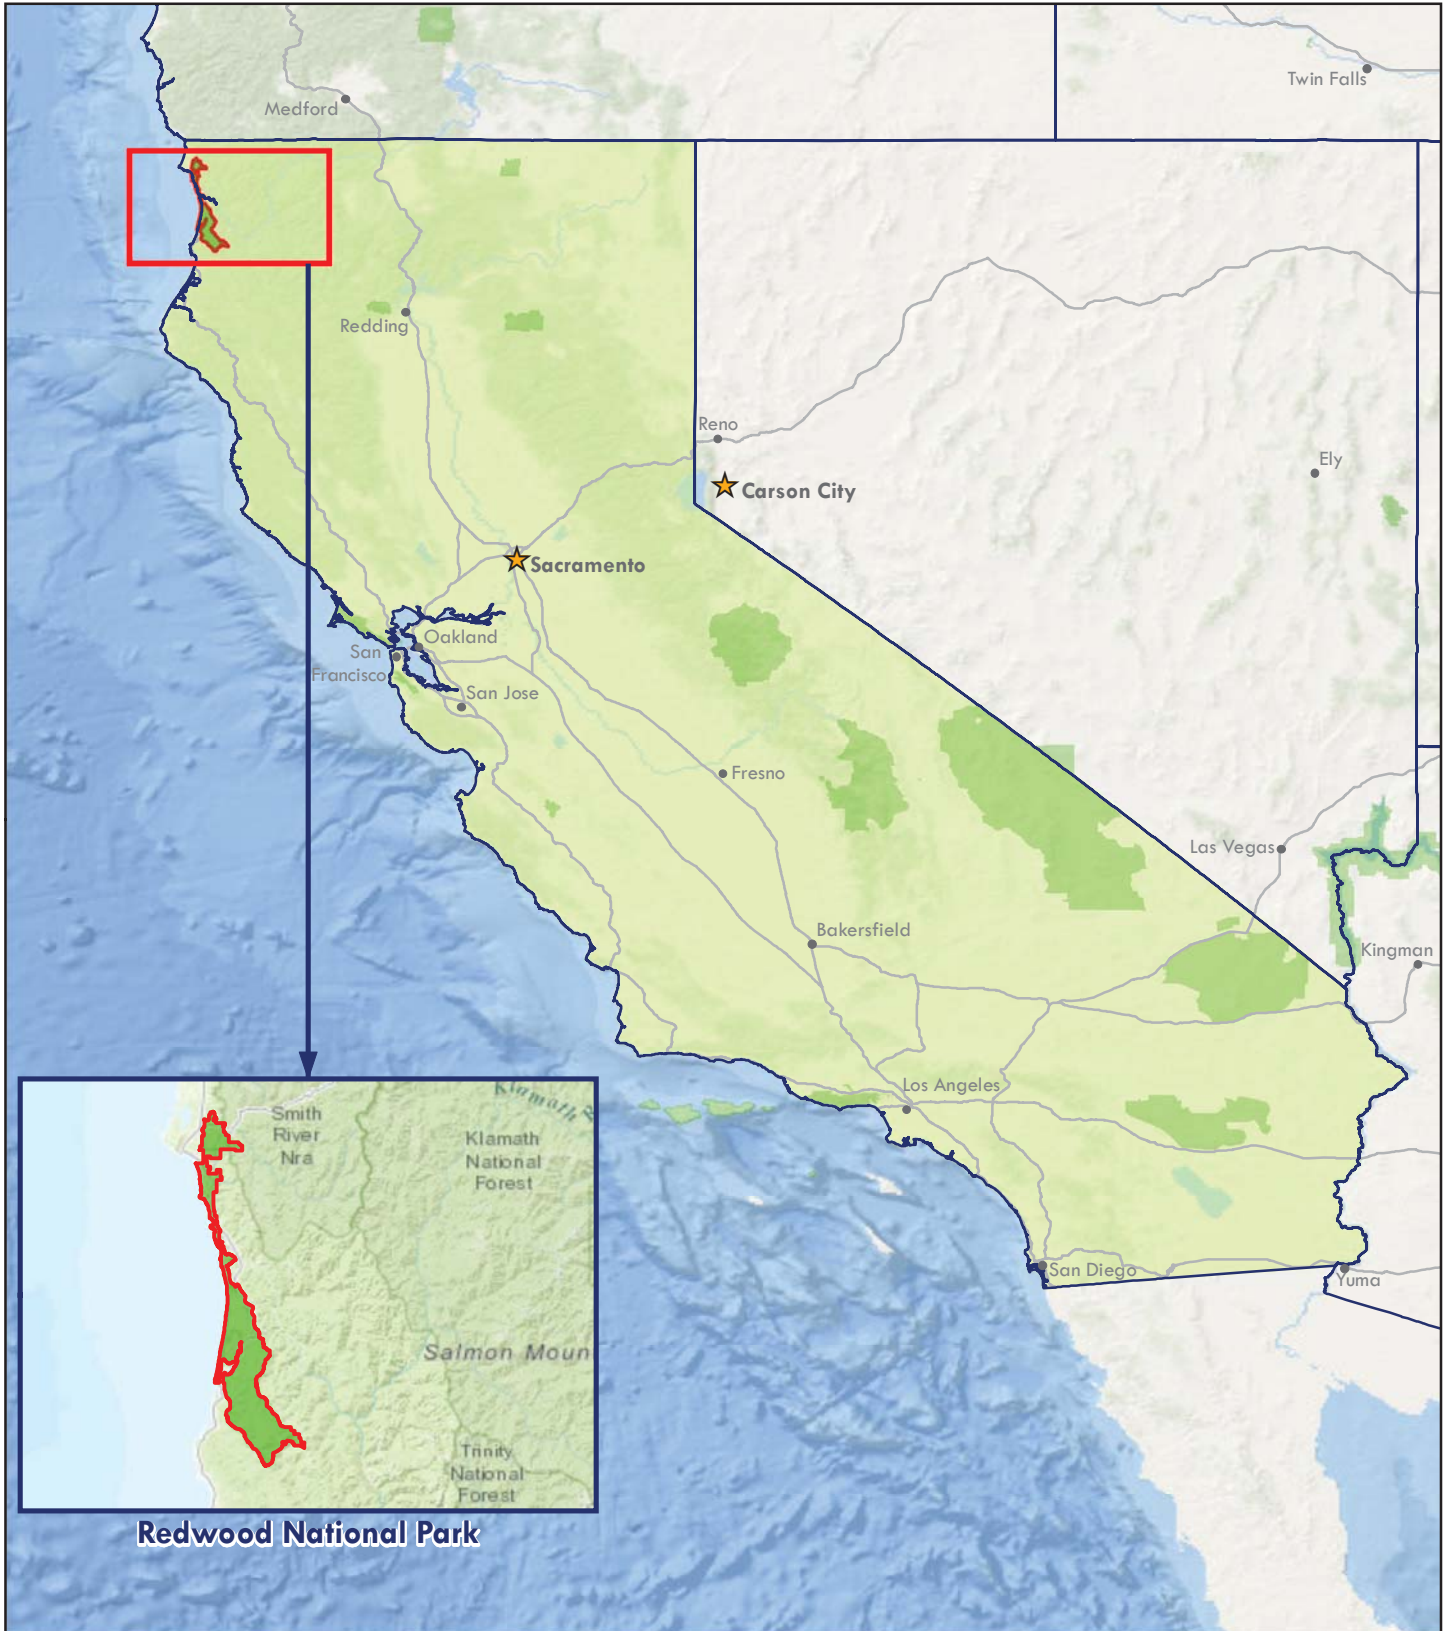 Twin Falls
Medford
Redding
Reno
Ely
Carson City
Sacramento
Oakland
San
Francisco
San Jose
Fresno
Las Vegas
Bakersfield
Kingman
Los Angeles
San Diego
Yuma
Klamath R
Smith
River
Nra
Klamath
National
Forest
Salmon Moun
Trinity
National
Forest
Redwood National Park